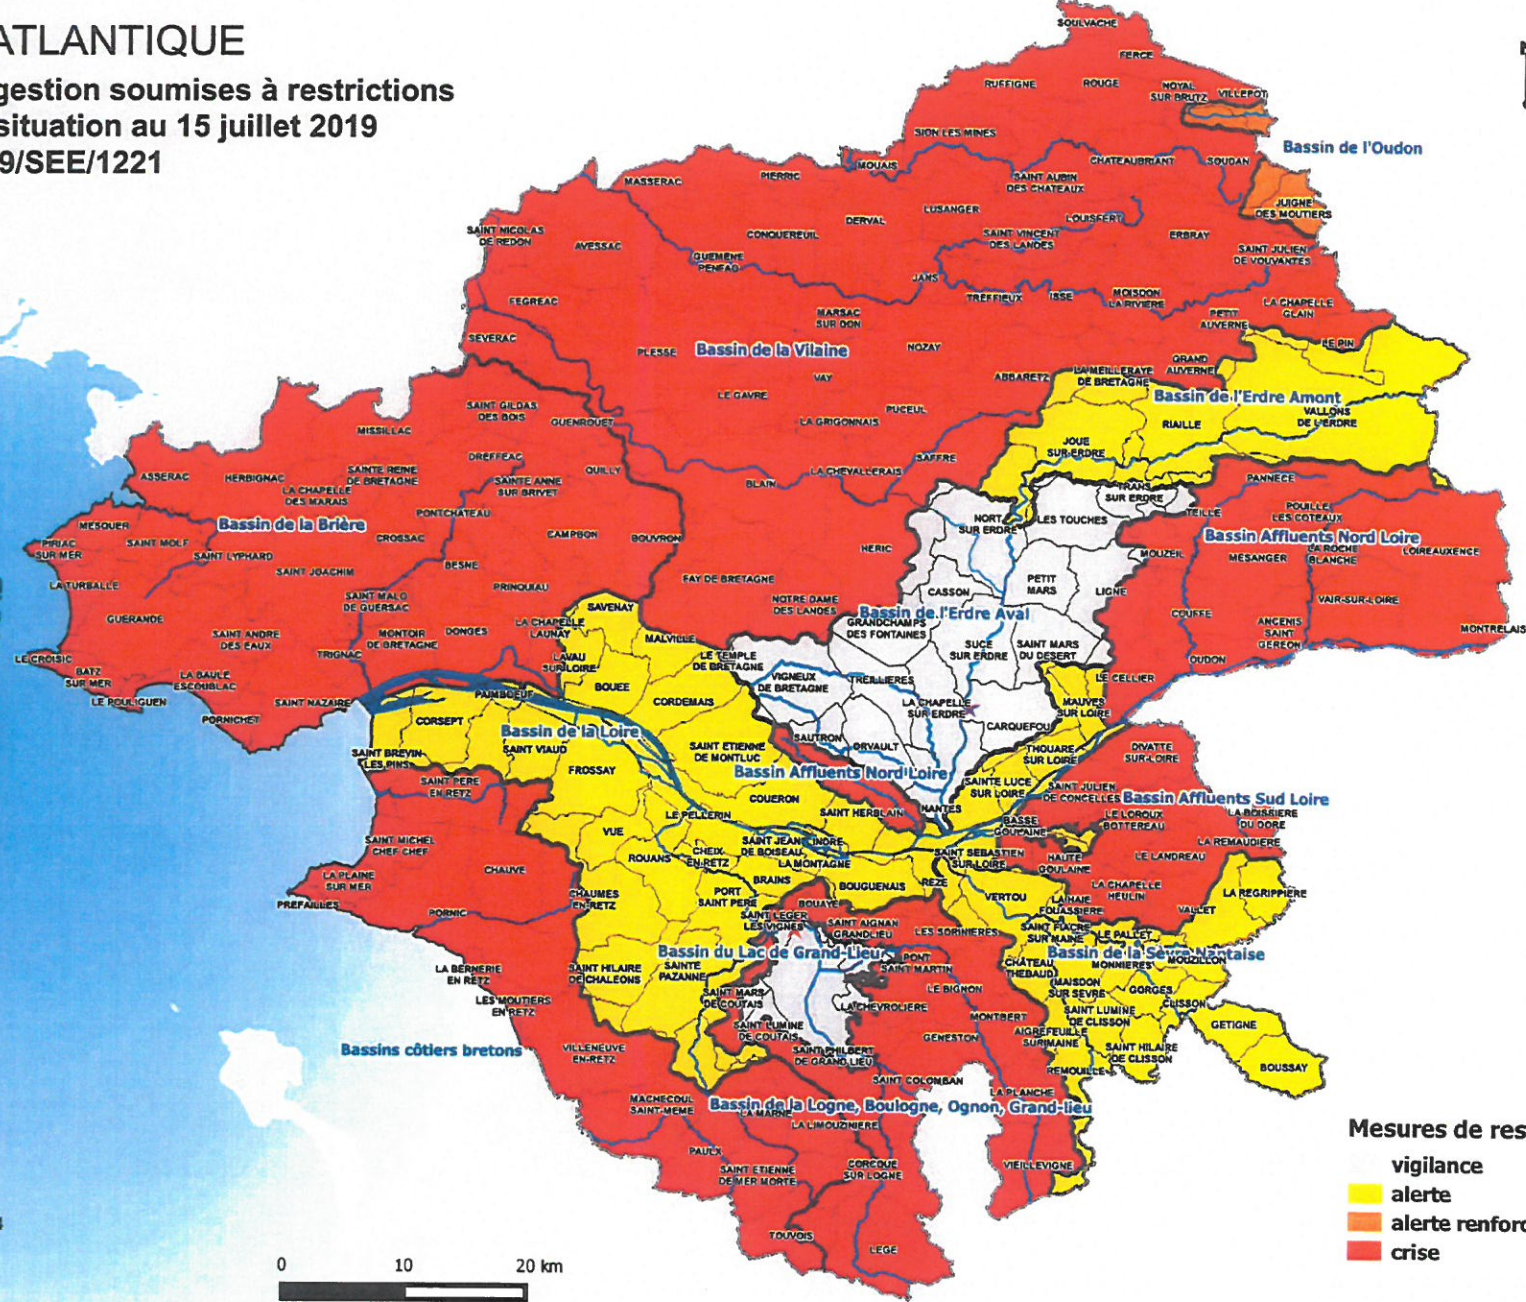 ATLANTIQUE
gestion soumises à restrictions
situation au 15 juillet 2019
9/SEE/1221
SOULVACHE
FERCE
RUFFIGNE
ROUGE
NOYAL
SUR BRUTZ
VILLEPOT
SION LES MINES
Bassin de l'Oudon
MOUAIS
CHATEAUBRIANT
SOUDAN
MASSERAC
PIERRIC
SAINT AUBIN
DES CHATEAUX
JUIGNE
DES MOUTIERS
LUSANGER
LOUISFERT
DERVAL
SAINT NICOLAS
DE REDON
AVESSAC
CONQUEREUIL
SAINT VINCENT
DES LANDES
ERBRAY
SAINT JULIEN
DE VOUVANTES
GUEMENE
PENFAO
JANS
TREFFIEUX
ISSE
MOISDON
LA RIVIERE
LA CHAPELLE
GLAIN
FEGREAC
MARSAC
SUR DON
PETIT
AUVERNE
SEVERAC
PLESSE
Bassin de la Vilaine
NOZAY
LE PIN
GRAND
AUVERNE
VAY
ABBARETZ
LA MEILLERAYE
DE BRETAGNE
LE GAVRE
Bassin de l'Erdre Amont
SAINT GILDAS
DES BOIS
GUENROUET
PUCEUL
LA GRIGONNAIS
RIAILLE
VALLONS
DE L'ERDRE
MISSILLAC
JOUE
SUR ERDRE
DREFFEAC
QUILLY
SAFFRE
LA CHEVALLERAIS
BLAIN
ASSERAC
HERBIGNAC
SAINTE REINE
DE BRETAGNE
SAINTE ANNE
SUR BRIVET
LA CHAPELLE
DES MARAIS
PANNECE
TRANS
SUR ERDRE
POUILLE
LES COTEAUX
PONTCHATEAU
TEILLE
MESQUER
Bassin de la Brière
NORT
SUR ERDRE
LES TOUCHES
PIRIAC
SUR MER
SAINT MOLF
CROSSAC
CAMPBON
BOUVRON
Bassin Affluents Nord Loire
SAINT LYPHARD
HERIC
MOUZEIL
MESANGER
LA ROCHE
BLANCHE
LOIREAUXENCE
BESNE
SAINT JOACHIM
LA TURBALLE
PRINQUIAU
FAY DE BRETAGNE
PETIT
MARS
CASSON
LIGNE
SAINT MALO
DE GUERSAC
SAVENAY
NOTRE DAME
DES LANDES
VAIR-SUR-LOIRE
Bassin de l'Erdre Aval
COUFFE
GUERANDE
LA CHAPELLE
LAUNAY
GRANDCHAMPS
DES FONTAINES
ANCENIS
SAINT
GEREON
MONTRELAIS
SAINT ANDRE
DES EAUX
MONTOIR
DE BRETAGNE
DONGES
MALVILLE
SUCE
SUR ERDRE
SAINT MARS
DU DESERT
LE CROISIC
TRIGNAC
LAVAU
SUR LOIRE
LE TEMPLE
DE BRETAGNE
OUDON
BATZ
SUR MER
LA BAULE
ESCOUBLAC
BOUEE
VIGNEUX
DE BRETAGNE
TREILLIERES
LE CELLIER
LE POULIGUEN
SAINT NAZAIRE
PAIMBOEUF
CORDEMAIS
LA CHAPELLE
SUR ERDRE
MAUVES
SUR LOIRE
PORNICHET
CORSEPT
CARQUEFOU
Bassin de la Loire
SAUTRON
ORVAULT
SAINT BREVIN
LES PINS
SAINT VIAUD
SAINT ETIENNE
DE MONTLUC
THOUARE
SUR LOIRE
DIVATTE
SUR-LOIRE
FROSSAY
Bassin Affluents Nord Loire
SAINT PERE
EN RETZ
SAINTE LUCE
SUR LOIRE
SAINT JULIEN
DE CONCELLES
Bassin Affluents Sud Loire
COUERON
NANTES
SAINT HERBLAIN
LE PELLERIN
BASSE
GOULAINE
LE LOROUX
BOTTEREAU
LA BOISSIERE
DU DORE
VUE
SAINT JEAN
DE BOISEAU
INDRE
LA REMAUDIERE
SAINT MICHEL
CHEF CHEF
ROUANS
CHEIX
EN RETZ
LA MONTAGNE
SAINT SEBASTIEN
SUR LOIRE
HAUTE
GOULAINE
LE LANDREAU
CHAUVE
LA PLAINE
SUR MER
BRAINS
BOUGUENAIS
REZE
LA CHAPELLE
HEULIN
LA REGRIPPIERE
CHAUMES
EN RETZ
PORT
SAINT PERE
VERTOU
LA HAIE
FOUASSIERE
VALLET
PREFAILLES
PORNIC
BOUAYE
SAINT LEGER
LES VIGNES
SAINT AIGNAN
GRANDLIEU
LES SORINIERES
SAINT FIACRE
SUR MAINE
LE PALLET
Bassin du Lac de Grand-Lieu
Bassin de la Sèvre Nantaise
PONT
SAINT MARTIN
CHÂTEAU
THEBAUD
MONNIERES
MOUZILLON
LA BERNERIE
EN RETZ
SAINT HILAIRE
DE CHALEONS
SAINTE
PAZANNE
LE BIGNON
MAISDON
SUR SEVRE
GORGES
SAINT MARS
DE COUTAIS
LA CHEVROLIERE
LES MOUTIERS
EN RETZ
MONTBERT
SAINT LUMINE
DE CLISSON
CLISSON
SAINT LUMINE
DE COUTAIS
GENESTON
AIGREFEUILLE
SUR MAINE
GETIGNE
Bassins côtiers bretons
VILLENEUVE
EN-RETZ
SAINT PHILBERT
DE GRAND LIEU
SAINT HILAIRE
DE CLISSON
REMOUILLE
BOUSSAY
SAINT COLOMBAN
LA PLANCHE
MACHECOUL
SAINT-MEME
Bassin de la Logne, Boulogne, Ognon, Grand-lieu
LA MARNE
LA LIMOUZINIERE
PAULX
SAINT ETIENNE
DE MER MORTE
CORCOUE
SUR LOGNE
VIEILLEVIGNE
TOUVOIS
LEGE
Mesures de res
vigilance
alerte
alerte renforc
crise
0 10 20 km